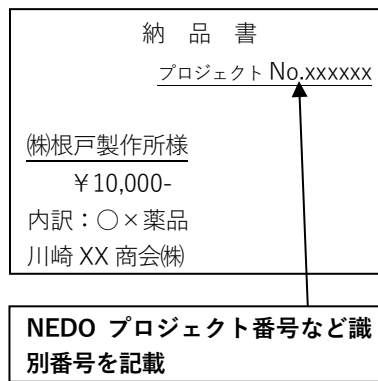 納 品 書
プロジェクト No.xxxxxx
㈱根戸製作所様
￥10,000-
内訳：○×薬品
川崎 XX 商会㈱
NEDO プロジェクト番号など識
別番号を記載